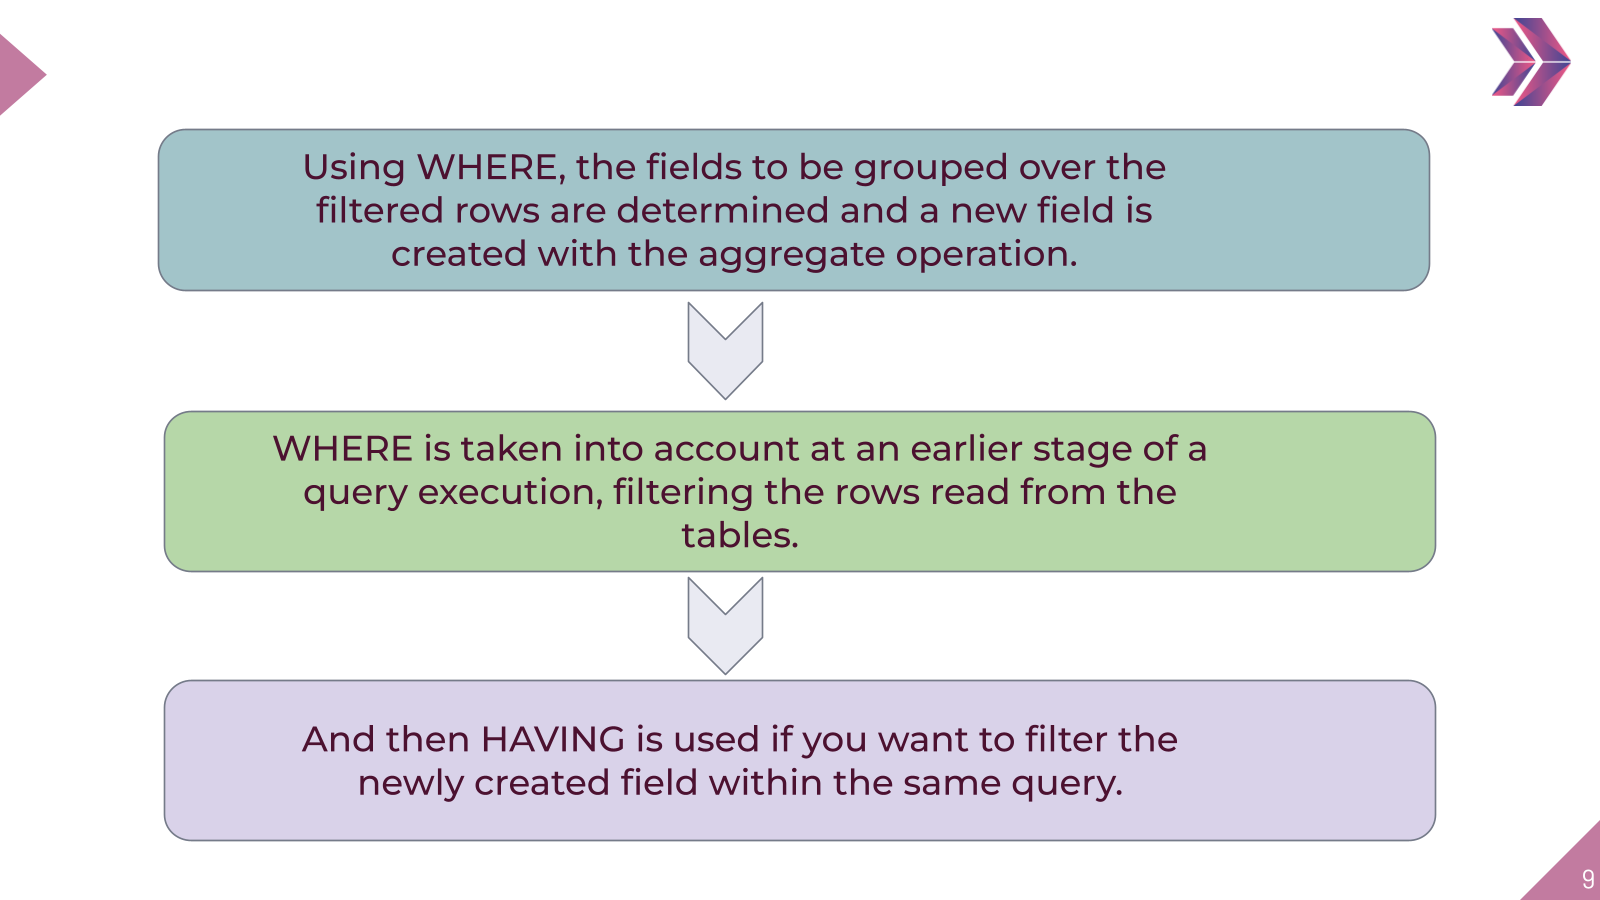 Using WHERE, the fields to be grouped over the
filtered rows are determined and a new field is
created with the aggregate operation.
WHERE is taken into account at an earlier stage of a
query execution, filtering the rows read from the
tables.
And then HAVING is used if you want to filter the
newly created field within the same query.
9